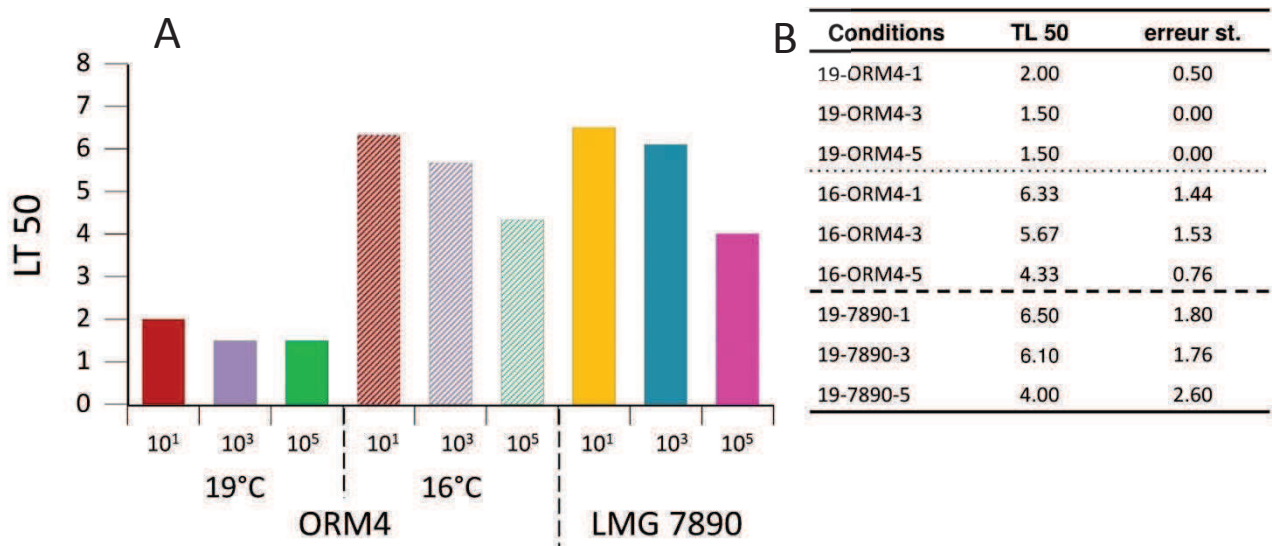 A
8
7
6
5
4
3
2
1
0
LT 50
10¹ 10³ 10⁵ 10¹ 10³ 10⁵ 10¹ 10³ 10⁵
19°C 16°C
ORM4 LMG 7890
B
Conditions TL 50 erreur st.
19-ORM4-1 2.00 0.50
19-ORM4-3 1.50 0.00
19-ORM4-5 1.50 0.00
16-ORM4-1 6.33 1.44
16-ORM4-3 5.67 1.53
16-ORM4-5 4.33 0.76
19-7890-1 6.50 1.80
19-7890-3 6.10 1.76
19-7890-5 4.00 2.60